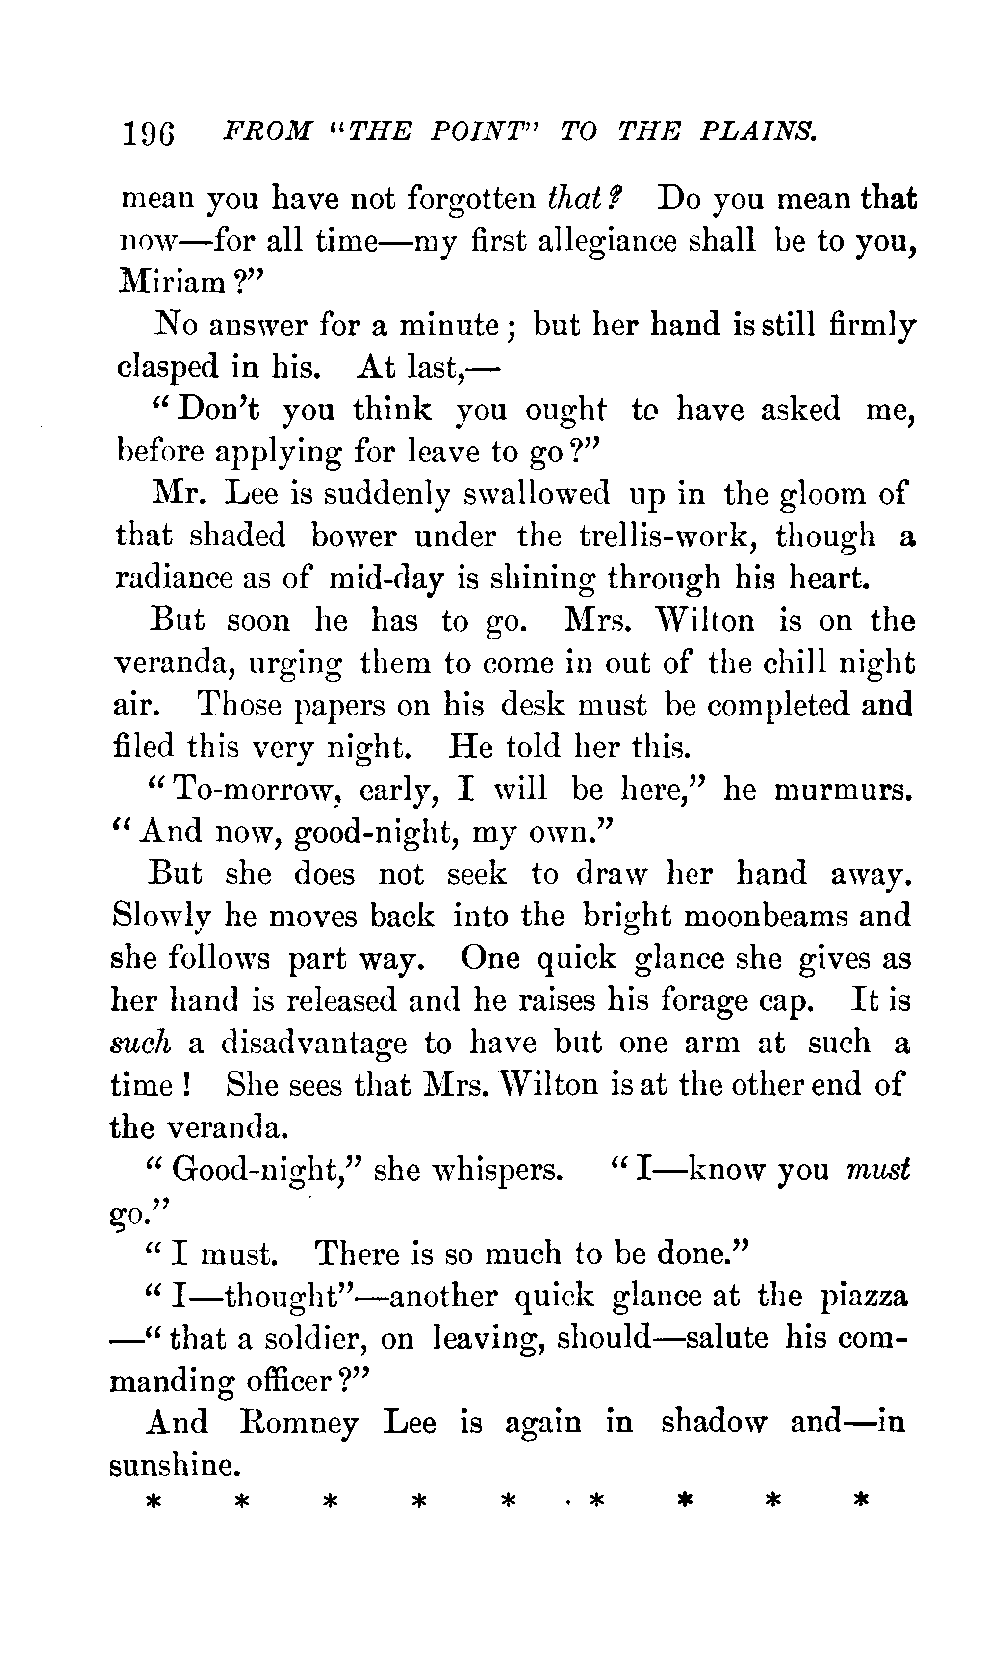 196 FROM "THE POINT" TO THE PLAINS.
mean you have not forgotten that? Do you mean that
now—for all time—my first allegiance shall be to you,
Miriam?"
No answer for a minute; but her hand is still firmly
clasped in his. At last,—
"Don't you think you ought to have asked me,
before applying for leave to go?"
Mr. Lee is suddenly swallowed up in the gloom of
that shaded bower under the trellis-work, though a
radiance as of mid-day is shining through his heart.
But soon he has to go. Mrs. Wilton is on the
veranda, urging them to come in out of the chill night
air. Those papers on his desk must be completed and
filed this very night. He told her this.
"To-morrow, early, I will be here," he murmurs.
"And now, good-night, my own."
But she does not seek to draw her hand away.
Slowly he moves back into the bright moonbeams and
she follows part way. One quick glance she gives as
her hand is released and he raises his forage cap. It is
such a disadvantage to have but one arm at such a
time! She sees that Mrs. Wilton is at the other end of
the veranda.
"Good-night," she whispers. "I—know you must
go."
"I must. There is so much to be done."
"I—thought"—another quick glance at the piazza
—"that a soldier, on leaving, should—salute his com-
manding officer?"
And Romney Lee is again in shadow and—in
sunshine.
* * * * * * * * *